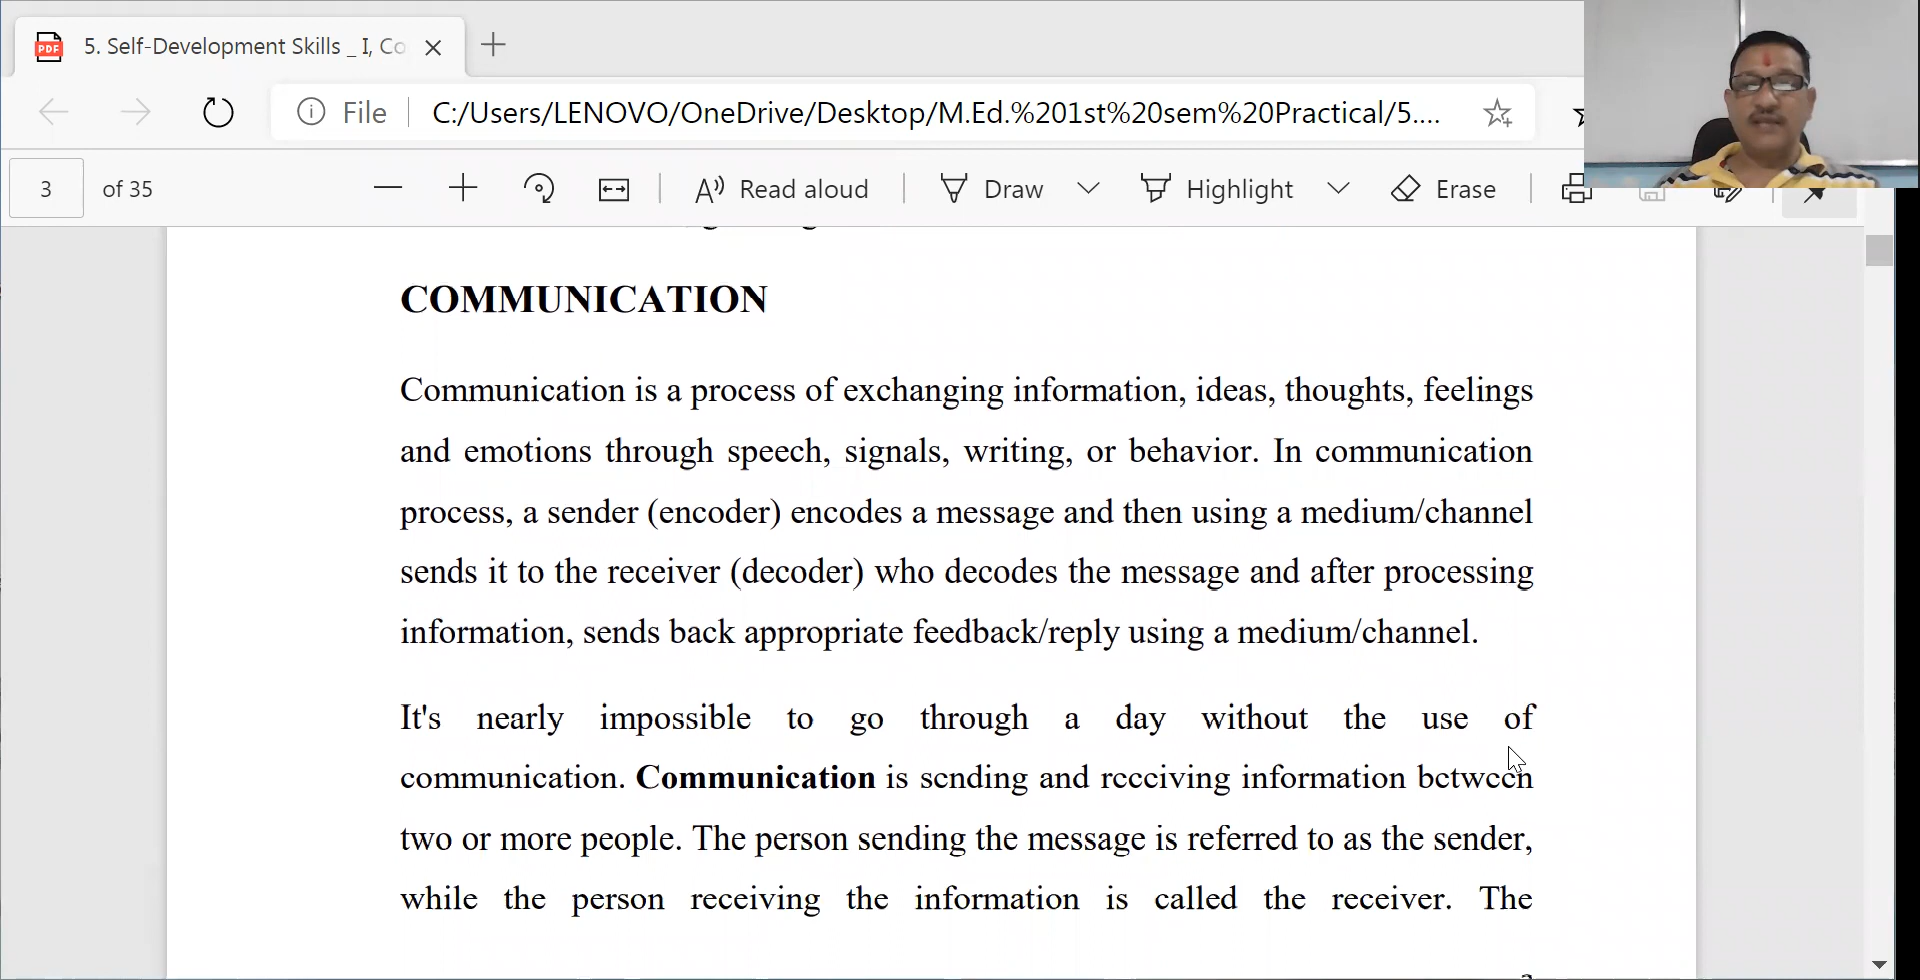 5. Self-Development Skills _ I, Co
File
C:/Users/LENOVO/OneDrive/Desktop/M.Ed.%201st%20sem%20Practical/5....
3 of 35
Read aloud
Draw
Highlight
Erase
COMMUNICATION
Communication is a process of exchanging information, ideas, thoughts, feelings
and emotions through speech, signals, writing, or behavior. In communication
process, a sender (encoder) encodes a message and then using a medium/channel
sends it to the receiver (decoder) who decodes the message and after processing
information, sends back appropriate feedback/reply using a medium/channel.
It's nearly impossible to go through a day without the use of
communication. Communication is sending and receiving information between
two or more people. The person sending the message is referred to as the sender,
while the person receiving the information is called the receiver. The